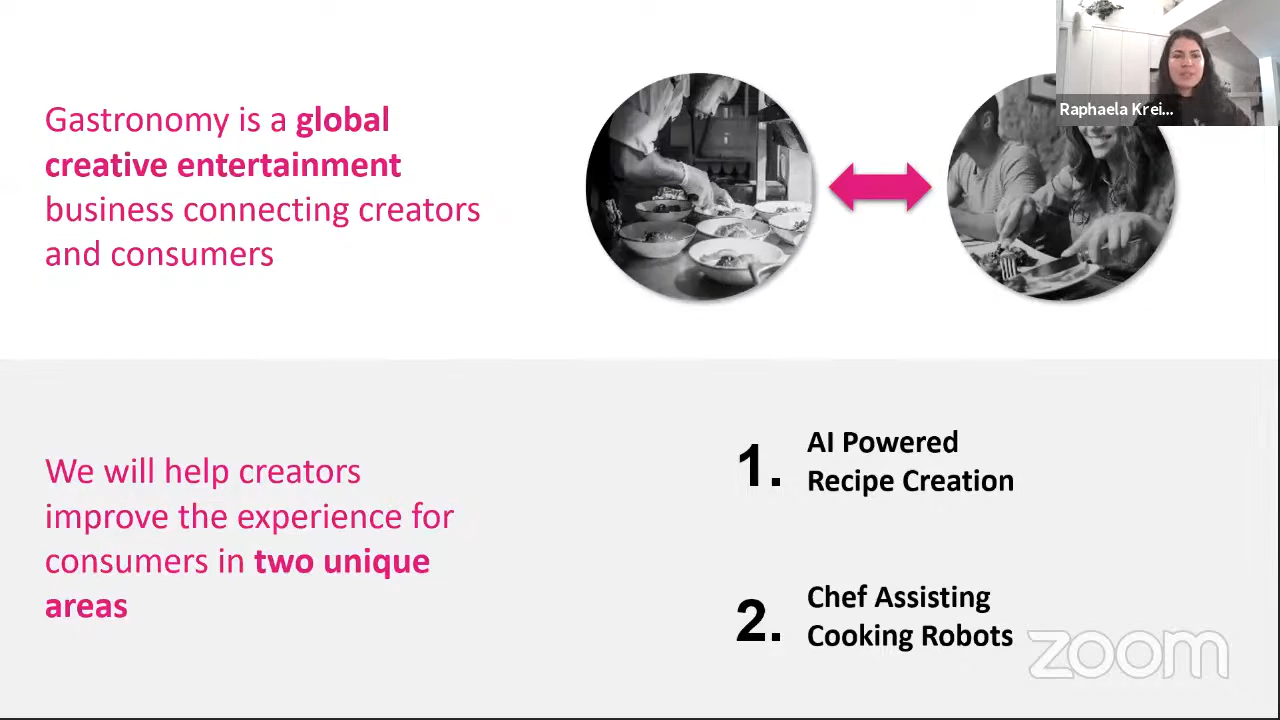 Gastronomy is a global
creative entertainment
business connecting creators
and consumers
Raphaela Krei...
We will help creators
improve the experience for
consumers in two unique
areas
1.
AI Powered
Recipe Creation
2.
Chef Assisting
Cooking Robots
zoom